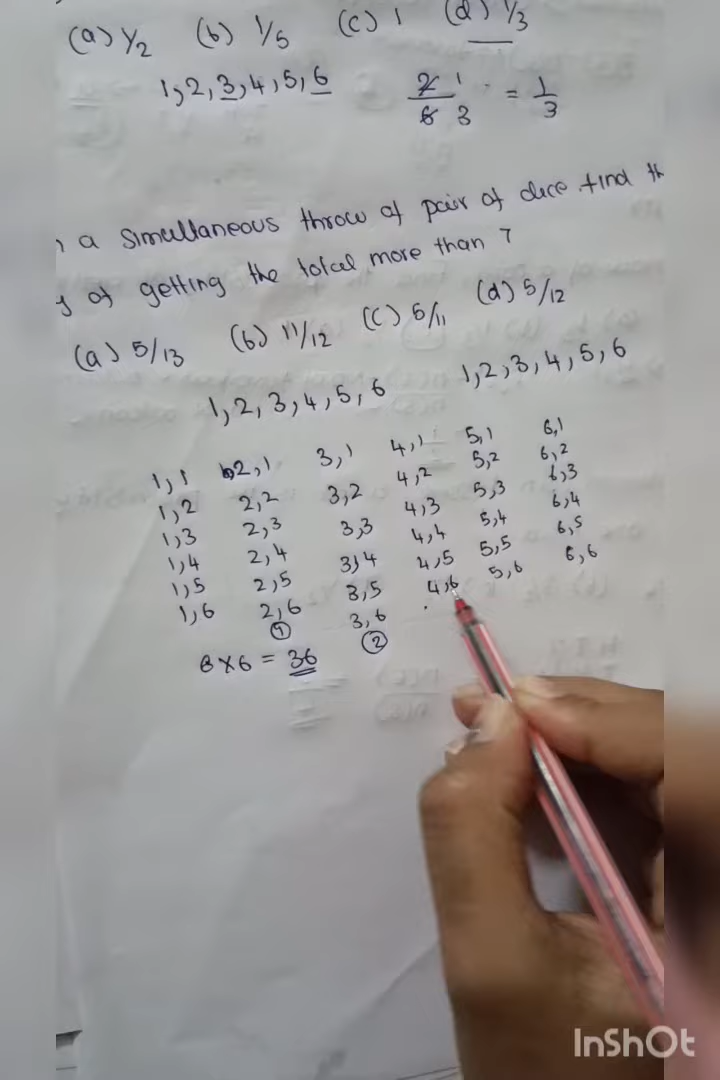 (a) 1/2 (b) 1/5 (c) 1 (d) 1/3
1, 2, 3, 4, 5, 6 2 1 / 6 3 = 1/3
a simultaneous throw of pair of dice find th
of getting the total more than 7
(a) 5/13 (b) 11/12 (c) 5/11 (d) 5/12
1, 2, 3, 4, 5, 6 1, 2, 3, 4, 5, 6
1,1 2,1 3,1 4,1 5,1 6,1
1,2 2,2 3,2 4,2 5,2 6,2
1,3 2,3 3,3 4,3 5,3 6,3
1,4 2,4 3,4 4,4 5,4 6,4
1,5 2,5 3,5 4,5 5,5 6,5
1,6 2,6 3,6 4,6 5,6 6,6
1 2
6×6 = 36
InShOt